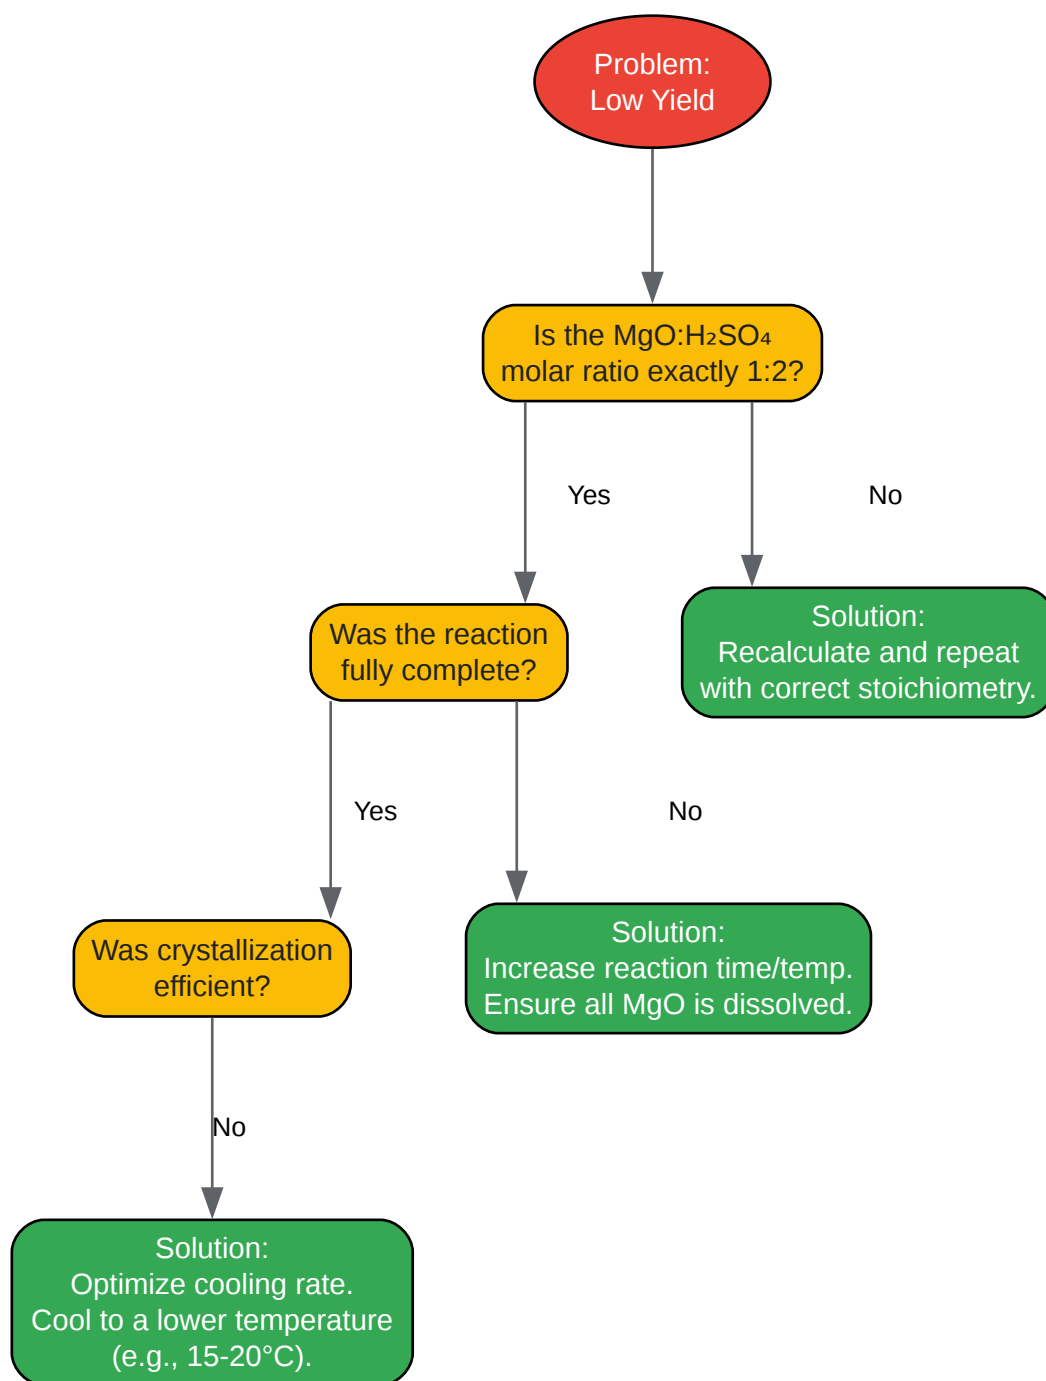 Problem:
Low Yield
Is the MgO:H₂SO₄
molar ratio exactly 1:2?
Yes
No
Was the reaction
fully complete?
Solution:
Recalculate and repeat
with correct stoichiometry.
Yes
No
Was crystallization
efficient?
Solution:
Increase reaction time/temp.
Ensure all MgO is dissolved.
No
Solution:
Optimize cooling rate.
Cool to a lower temperature
(e.g., 15-20°C).